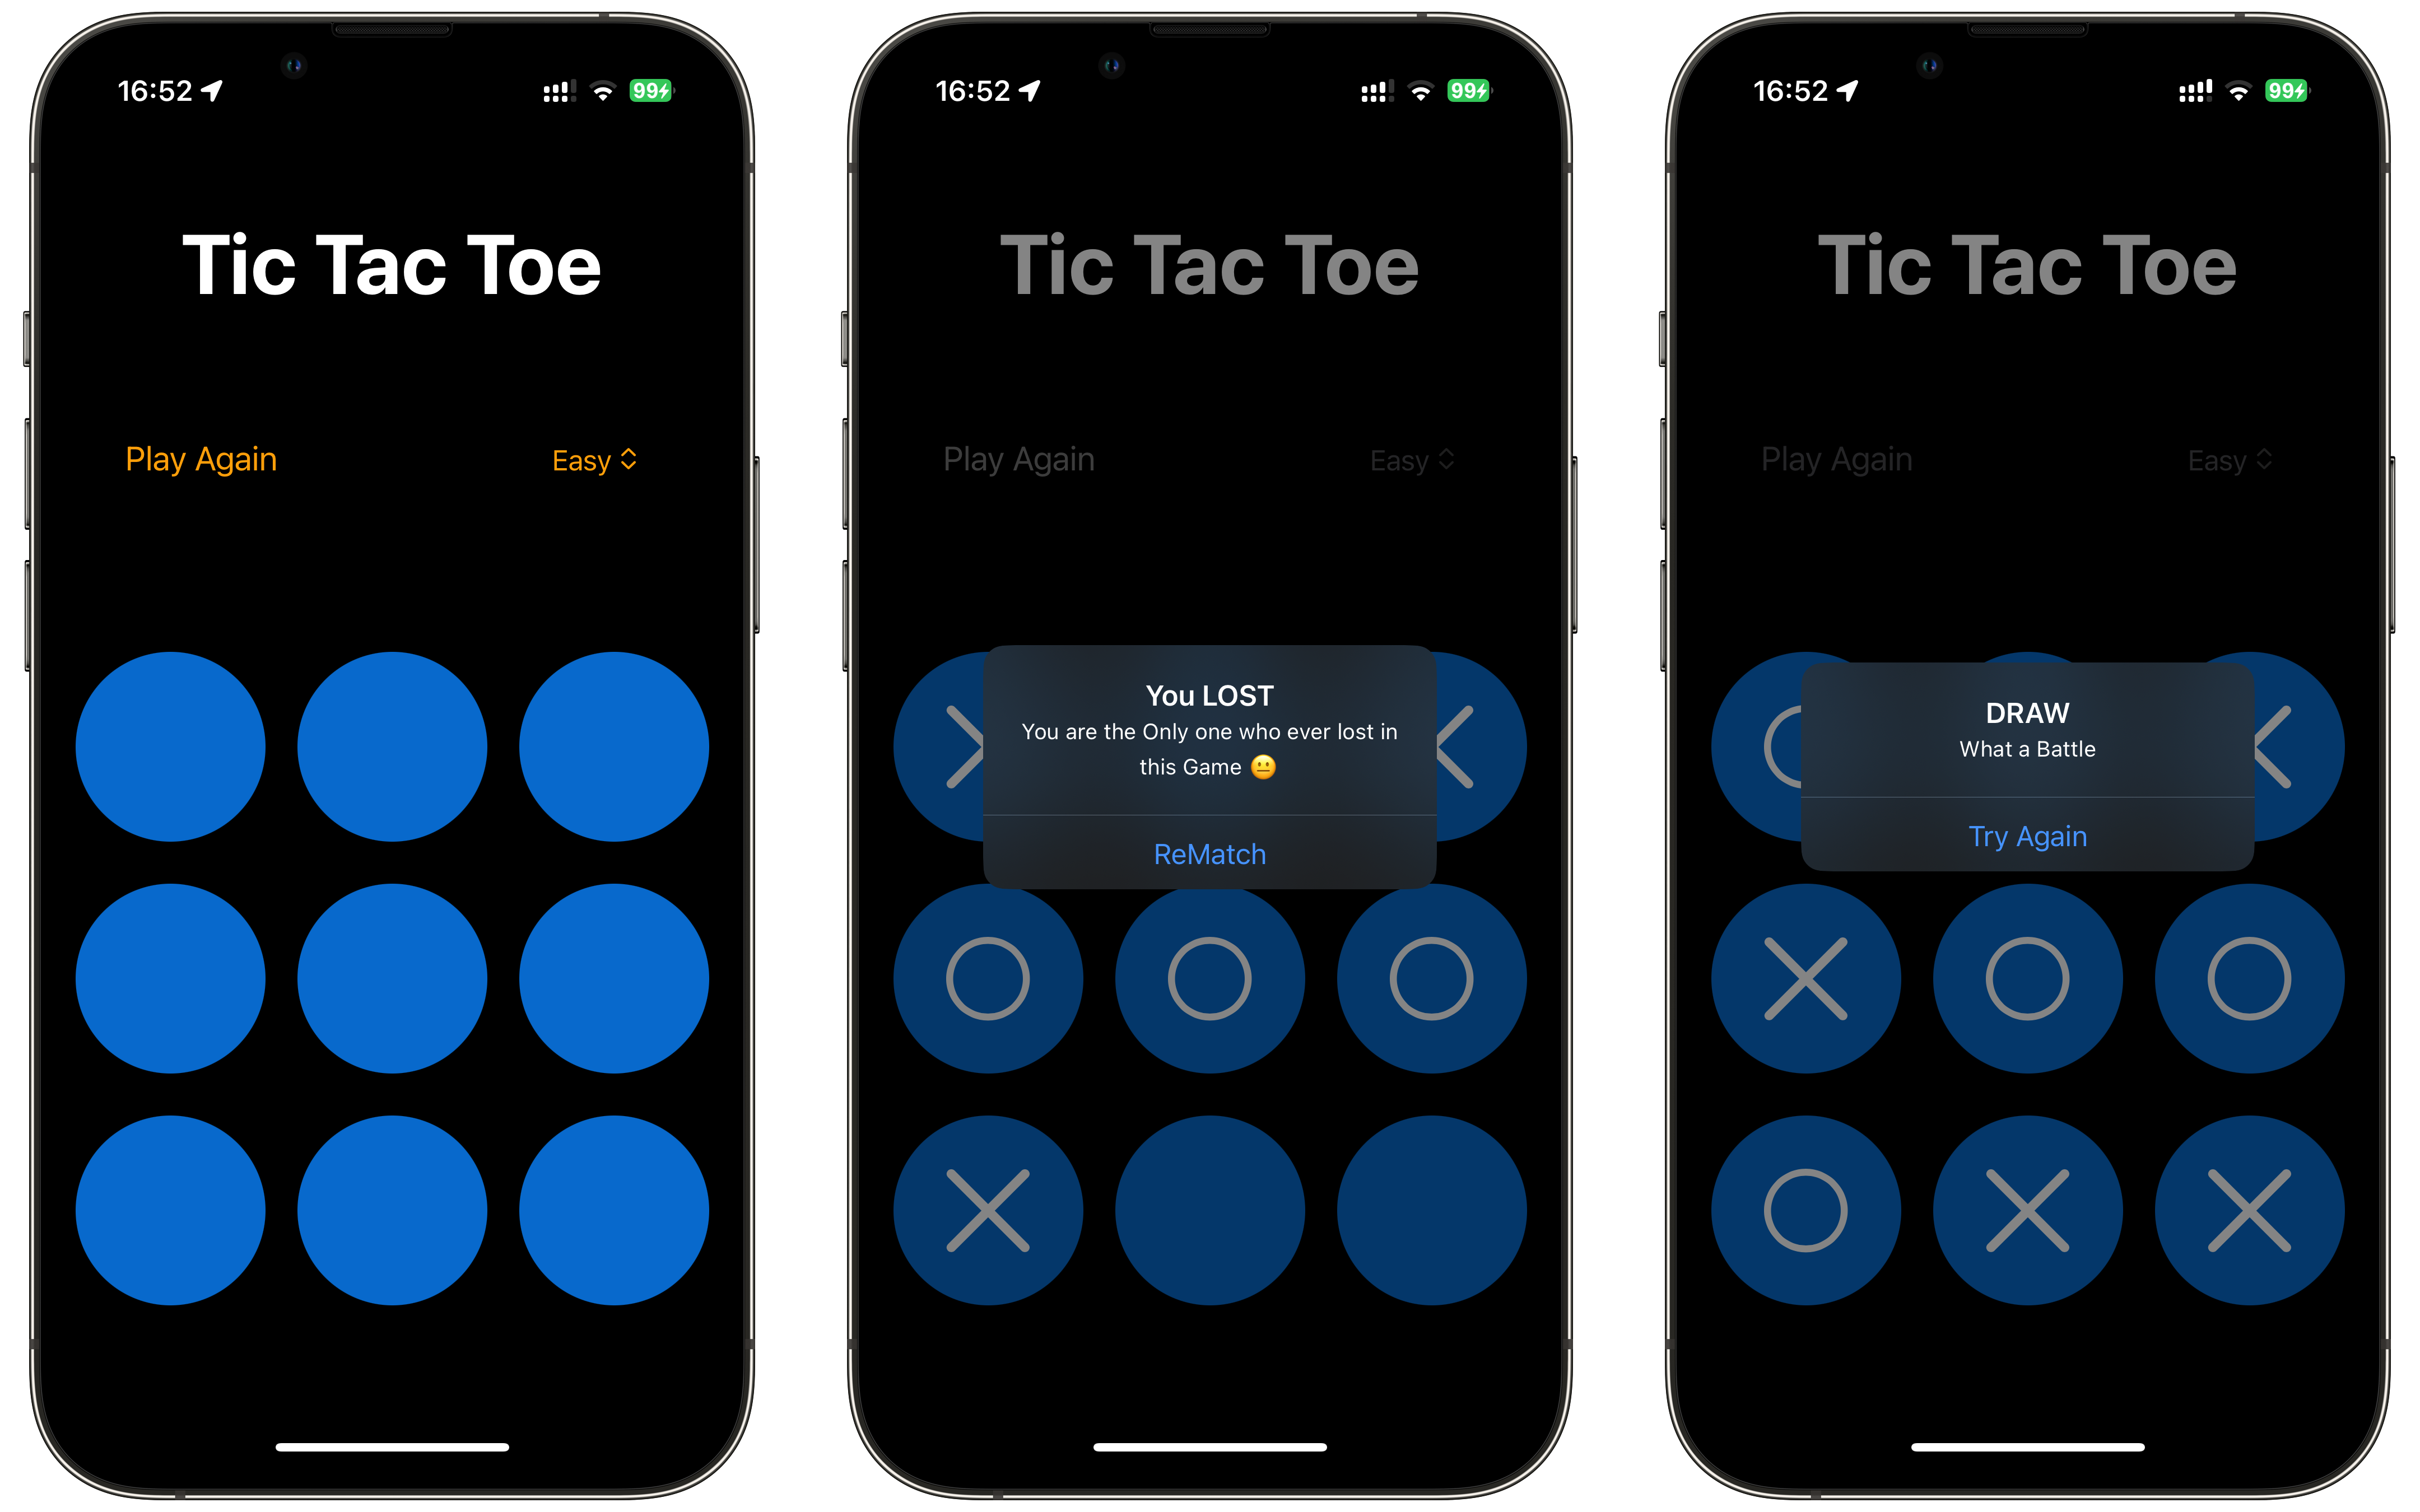 16:52
99
Tic Tac Toe
Play Again
Easy
16:52
99
Tic Tac Toe
Play Again
Easy
You LOST
You are the Only one who ever lost in
this Game 😐
ReMatch
16:52
99
Tic Tac Toe
Play Again
Easy
DRAW
What a Battle
Try Again